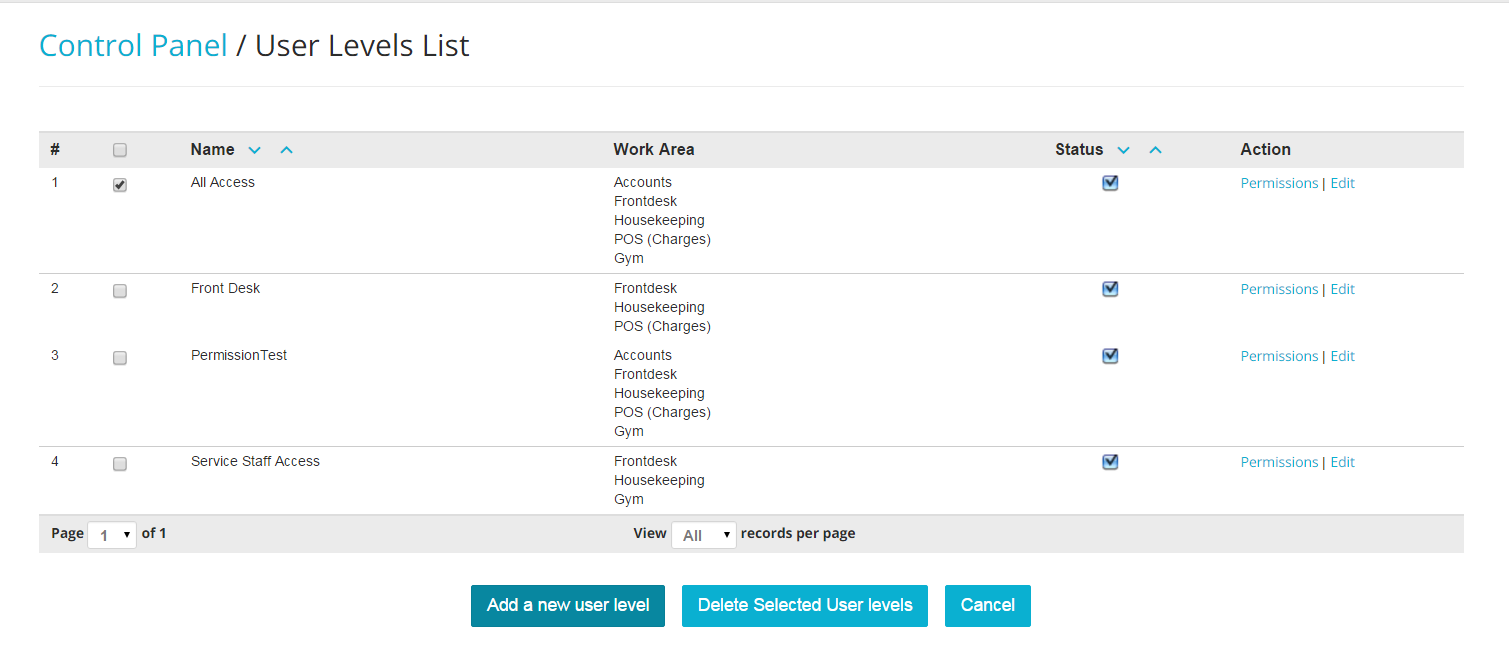 Control Panel / User Levels List
# Name Work Area Status Action
1 All Access Accounts Permissions | Edit
Frontdesk
Housekeeping
POS (Charges)
Gym
2 Front Desk Frontdesk Permissions | Edit
Housekeeping
POS (Charges)
3 PermissionTest Accounts Permissions | Edit
Frontdesk
Housekeeping
POS (Charges)
Gym
4 Service Staff Access Frontdesk Permissions | Edit
Housekeeping
Gym
Page 1 of 1 View All records per page
Add a new user level Delete Selected User levels Cancel